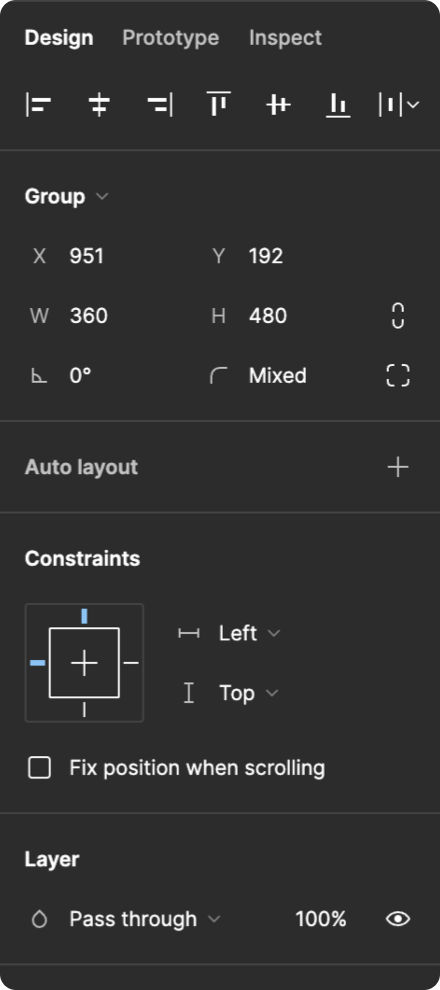 Design Prototype Inspect
Group
X 951 Y 192
W 360 H 480
0° Mixed
Auto layout
Constraints
Left
Top
Fix position when scrolling
Layer
Pass through 100%